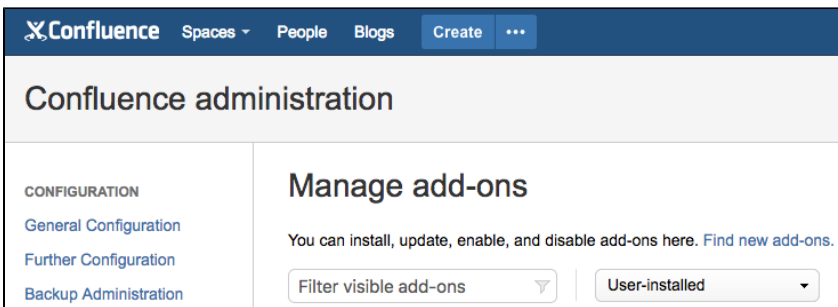 Confluence Spaces People Blogs Create ...
Confluence administration
CONFIGURATION
General Configuration
Further Configuration
Backup Administration
Manage add-ons
You can install, update, enable, and disable add-ons here. Find new add-ons.
Filter visible add-ons User-installed